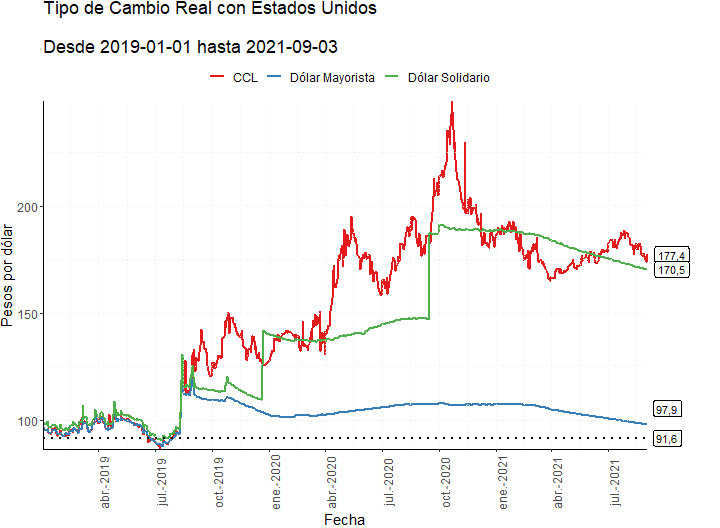 Tipo de Cambio Real con Estados Unidos
Desde 2019-01-01 hasta 2021-09-03
CCL Dólar Mayorista Dólar Solidario
Pesos por dólar
200
150
100
177,4
170,5
97,9
91,6
abr.-2019
jul.-2019
oct.-2019
ene.-2020
abr.-2020
jul.-2020
oct.-2020
ene.-2021
abr.-2021
jul.-2021
Fecha